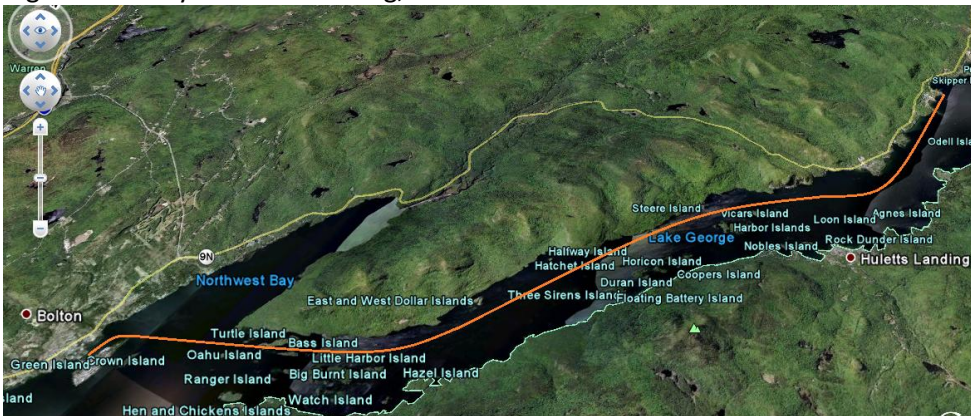 Warren
Skipper
Odell Isla
Steere Island
Vicars Island
Agnes Island
Loon Island
Harbor Islands
Lake George
Rock Dunder Island
Nobles Island
Halfway Island
9N
Huletts Landing
Hatchet Island
Horicon Island
Coopers Island
Northwest Bay
Duran Island
Three Sirens Island
Floating Battery Island
East and West Dollar Islands
Bolton
Turtle Island
Bass Island
Oahu Island
Little Harbor Island
Green Island
Crown Island
Big Burnt Island
Hazel Island
Ranger Island
sland
Watch Island
Hen and Chickens Islands